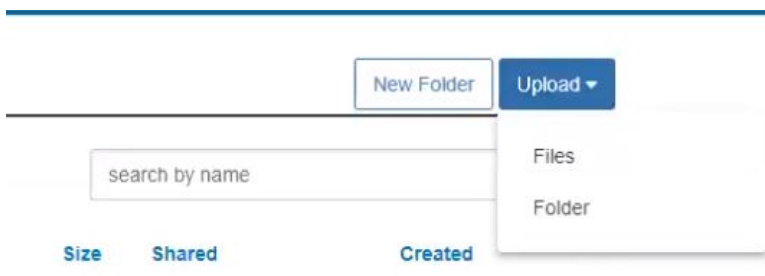 New Folder Upload
Files
search by name
Folder
Size Shared Created